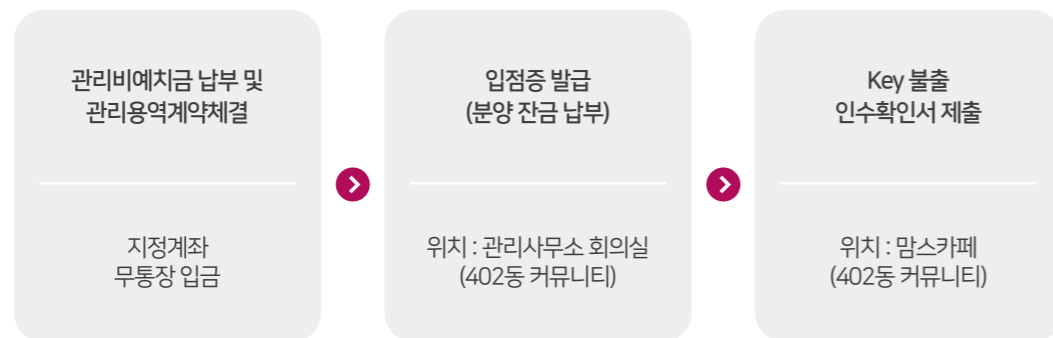 관리비예치금 납부 및
관리용역계약체결
지정계좌
무통장 입금
입점증 발급
(분양 잔금 납부)
위치 : 관리사무소 회의실
(402동 커뮤니티)
Key 불출
인수확인서 제출
위치 : 맘스카페
(402동 커뮤니티)